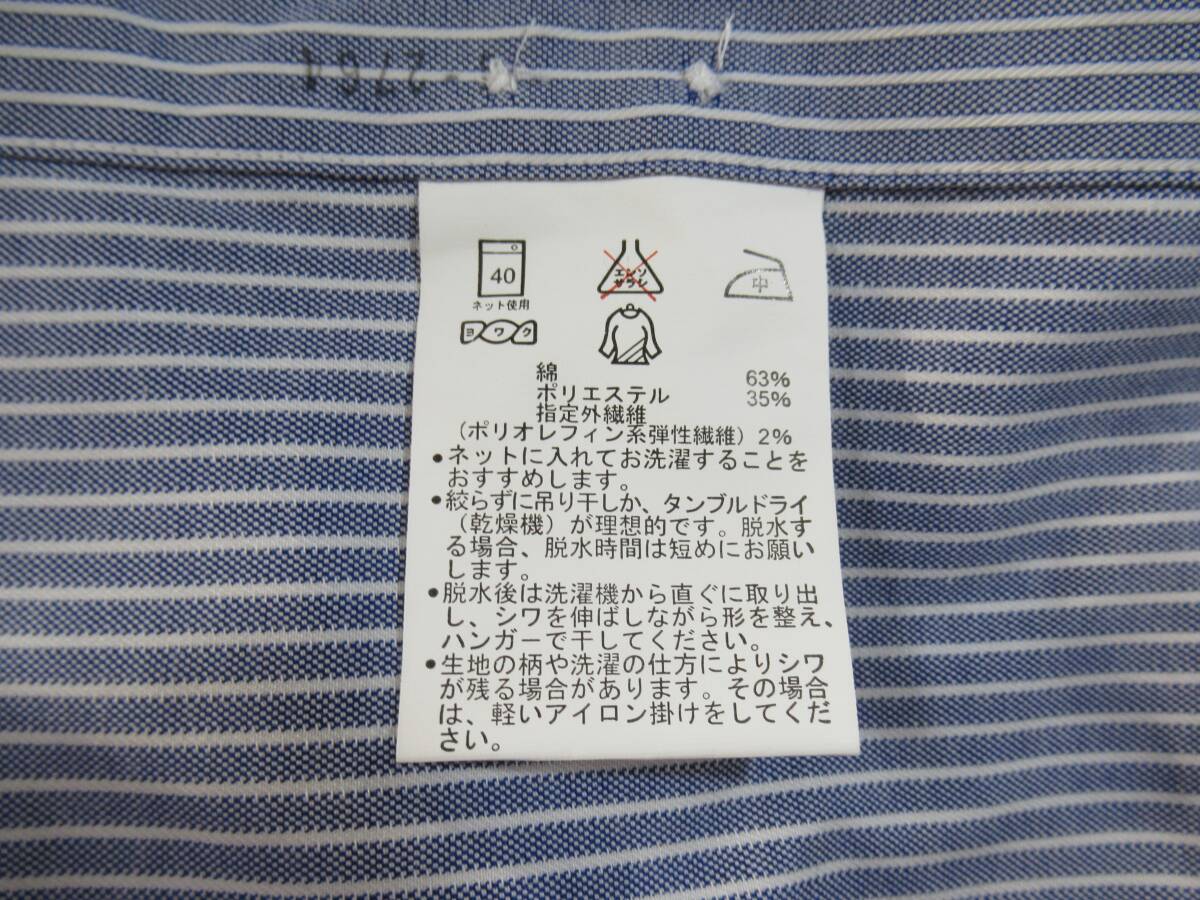 2761
40
ネット使用
エンソ
サラシ
中
ヨワク
綿 63%
ポリエステル 35%
指定外繊維
(ポリオレフィン系弾性繊維) 2%
●ネットに入れてお洗濯することを
おすすめします。
●絞らずに吊り干しか、タンブルドライ
(乾燥機)が理想的です。脱水す
る場合、脱水時間は短めにお願い
します。
●脱水後は洗濯機から直ぐに取り出
し、シワを伸ばしながら形を整え、
ハンガーで干してください。
●生地の柄や洗濯の仕方によりシワ
が残る場合があります。その場合
は、軽いアイロン掛けをしてくだ
さい。